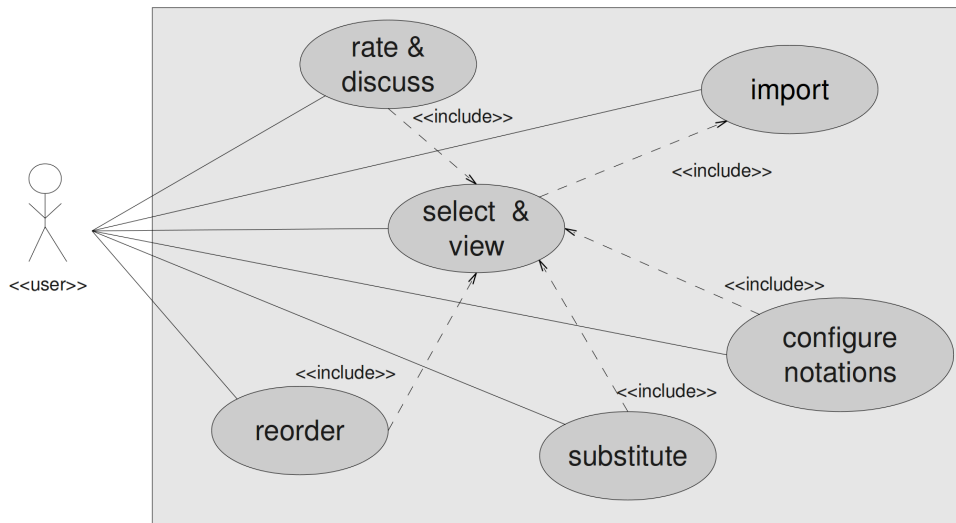 rate &
discuss
import
<<include>>
<<include>>
select &
view
<<user>>
<<include>>
configure
notations
<<include>>
<<include>>
reorder
substitute